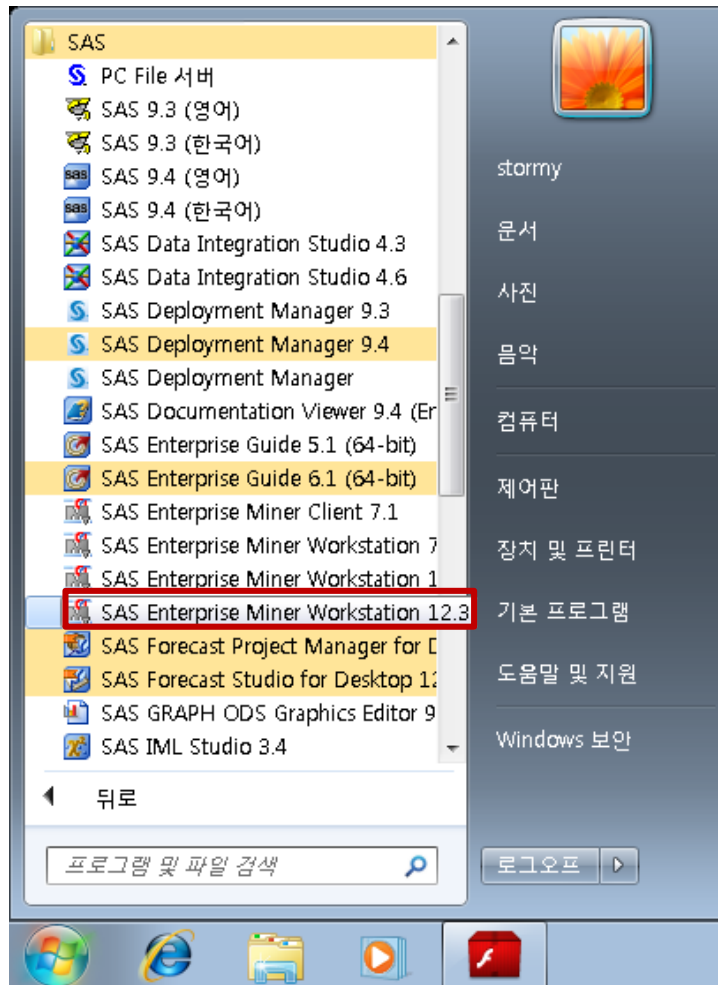 SAS
PC File 서버
SAS 9.3 (영어)
SAS 9.3 (한국어)
SAS 9.4 (영어)
SAS 9.4 (한국어)
SAS Data Integration Studio 4.3
SAS Data Integration Studio 4.6
SAS Deployment Manager 9.3
SAS Deployment Manager 9.4
SAS Deployment Manager
SAS Documentation Viewer 9.4 (Er
SAS Enterprise Guide 5.1 (64-bit)
SAS Enterprise Guide 6.1 (64-bit)
SAS Enterprise Miner Client 7.1
SAS Enterprise Miner Workstation 7
SAS Enterprise Miner Workstation 1
SAS Enterprise Miner Workstation 12.3
SAS Forecast Project Manager for D
SAS Forecast Studio for Desktop 12
SAS GRAPH ODS Graphics Editor 9
SAS IML Studio 3.4
뒤로
프로그램 및 파일 검색
stormy
문서
사진
음악
컴퓨터
제어판
장치 및 프린터
기본 프로그램
도움말 및 지원
Windows 보안
로그오프